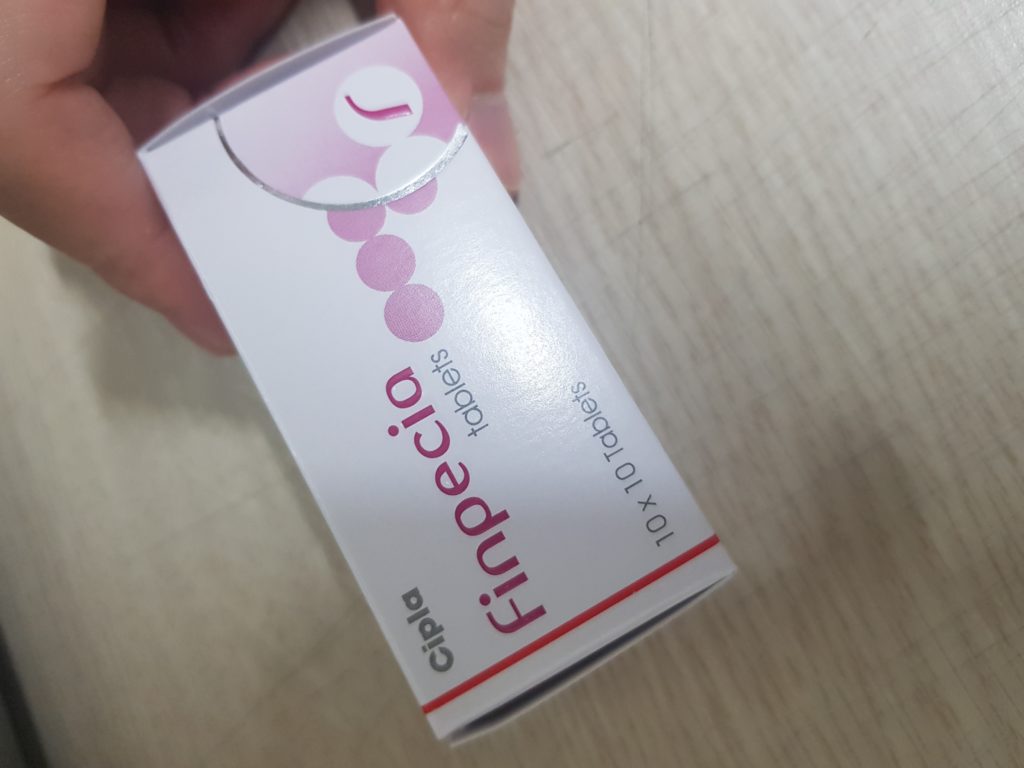 Cipla
Finpecia
tablets
10 x 10 Tablets